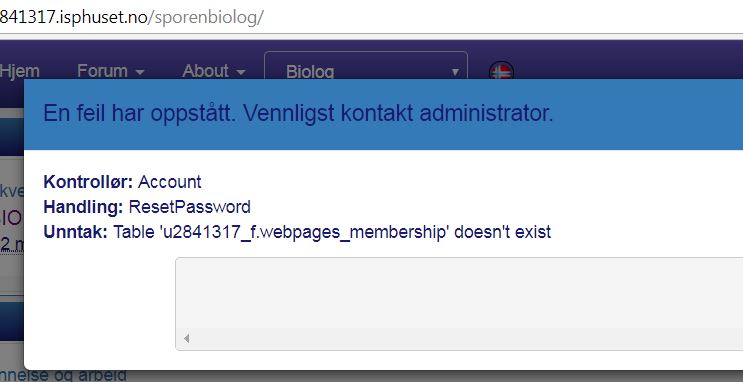 841317.isphuset.no/sporenbiolog/
Hjem Forum About Biolog
En feil har oppstått. Vennligst kontakt administrator.
Kontrollør: Account
Handling: ResetPassword
Unntak: Table 'u2841317_f.webpages_membership' doesn't exist
kve
IO
2 m
nnelse og arbeid